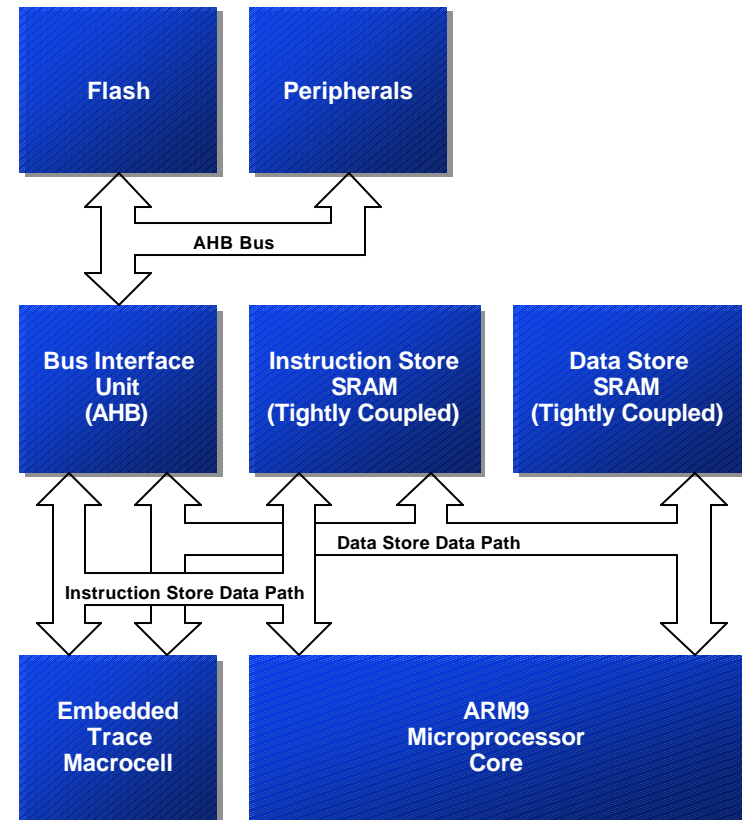 Flash
Peripherals
AHB Bus
Bus Interface
Unit
(AHB)
Instruction Store
SRAM
(Tightly Coupled)
Data Store
SRAM
(Tightly Coupled)
Data Store Data Path
Instruction Store Data Path
Embedded
Trace
Macrocell
ARM9
Microprocessor
Core